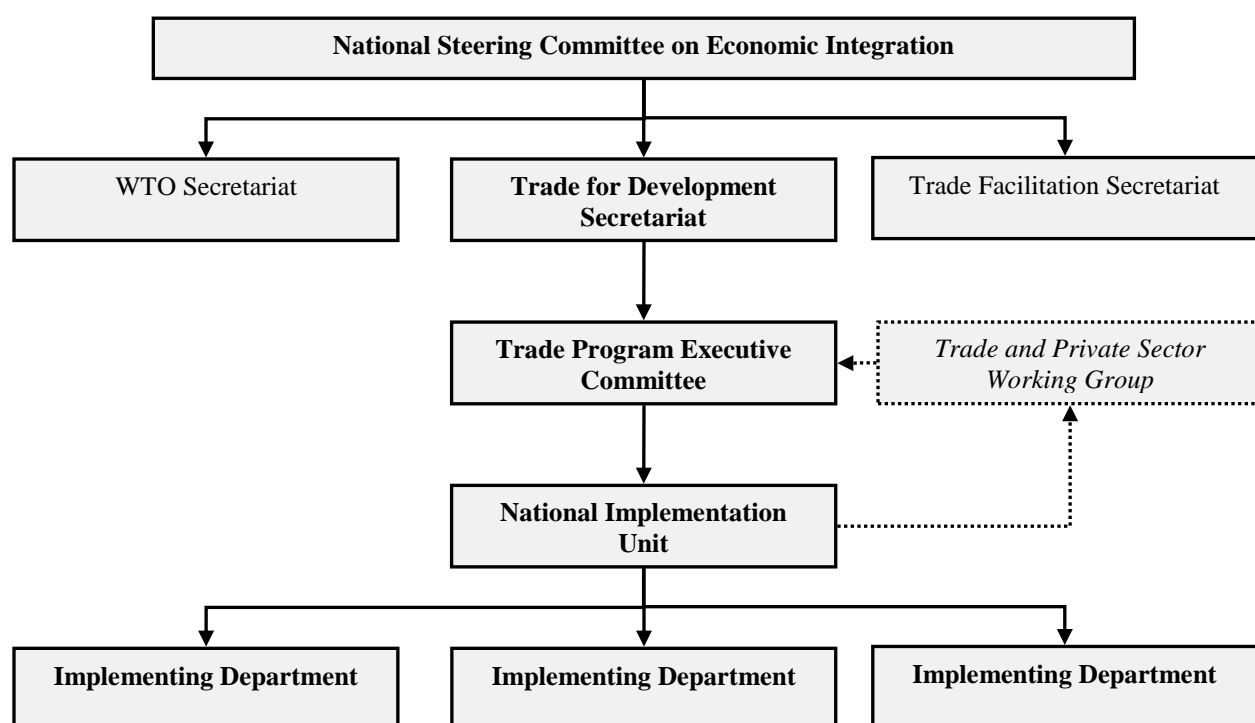 National Steering Committee on Economic Integration
WTO Secretariat
Trade for Development
Secretariat
Trade Facilitation Secretariat
Trade Program Executive
Committee
Trade and Private Sector
Working Group
National Implementation
Unit
Implementing Department
Implementing Department
Implementing Department